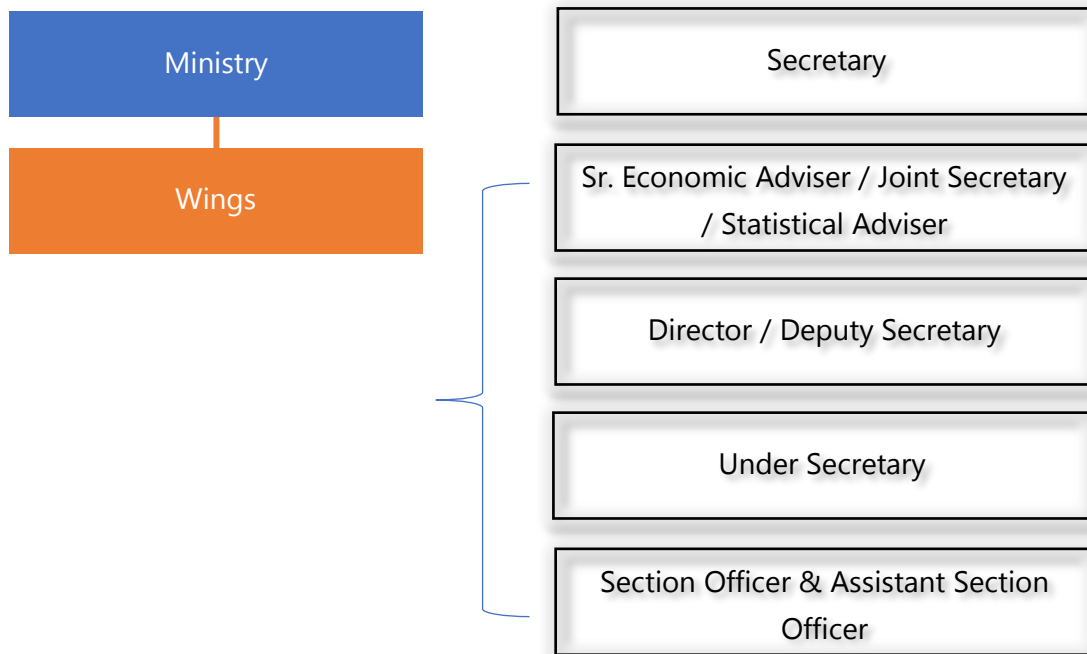 Ministry
Secretary
Wings
Sr. Economic Adviser / Joint Secretary
/ Statistical Adviser
Director / Deputy Secretary
Under Secretary
Section Officer & Assistant Section
Officer